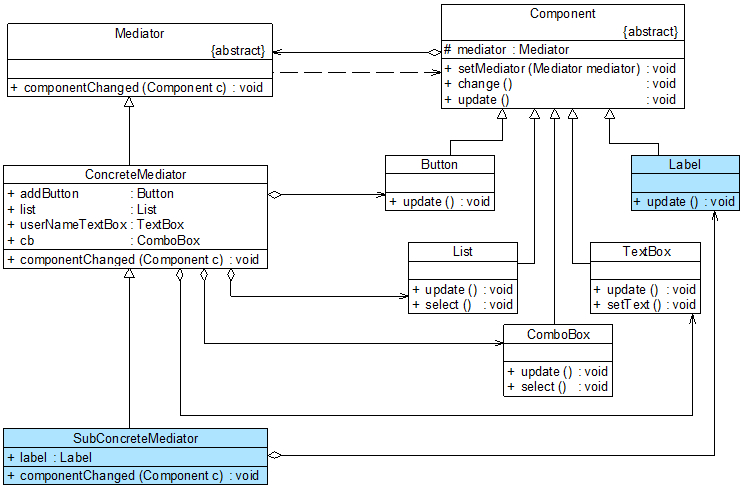 Mediator
{abstract}
+ componentChanged (Component c) : void
Component
{abstract}
# mediator : Mediator
+ setMediator (Mediator mediator) : void
+ change () : void
+ update () : void
ConcreteMediator
+ addButton : Button
+ list : List
+ userNameTextBox : TextBox
+ cb : ComboBox
+ componentChanged (Component c) : void
Button
+ update () : void
Label
+ update () : void
List
+ update () : void
+ select () : void
TextBox
+ update () : void
+ setText () : void
ComboBox
+ update () : void
+ select () : void
SubConcreteMediator
+ label : Label
+ componentChanged (Component c) : void